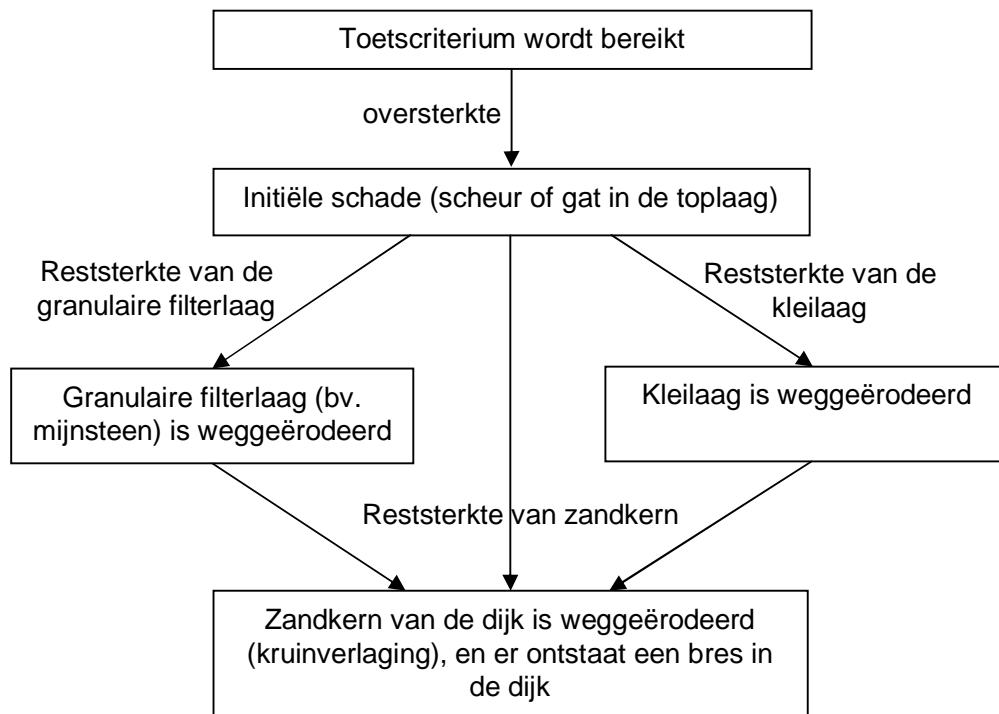 Toetscriterium wordt bereikt
oversterkte
Initiële schade (scheur of gat in de toplaag)
Reststerkte van de
granulaire filterlaag
Reststerkte van de
kleilaag
Granulaire filterlaag (bv.
mijnsteen) is weggeërodeerd
Kleilaag is weggeërodeerd
Reststerkte van zandkern
Zandkern van de dijk is weggeërodeerd
(kruinverlaging), en er ontstaat een bres in
de dijk